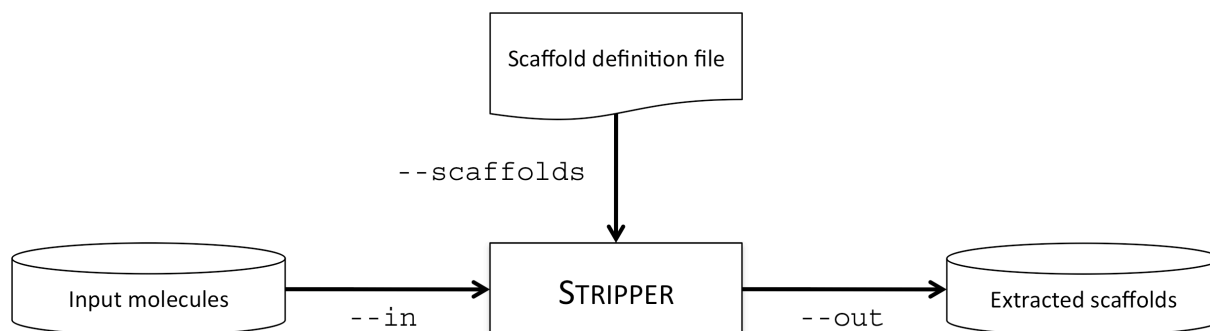 Scaffold definition file
--scaffolds
Input molecules
STRIPPER
Extracted scaffolds
--in
--out